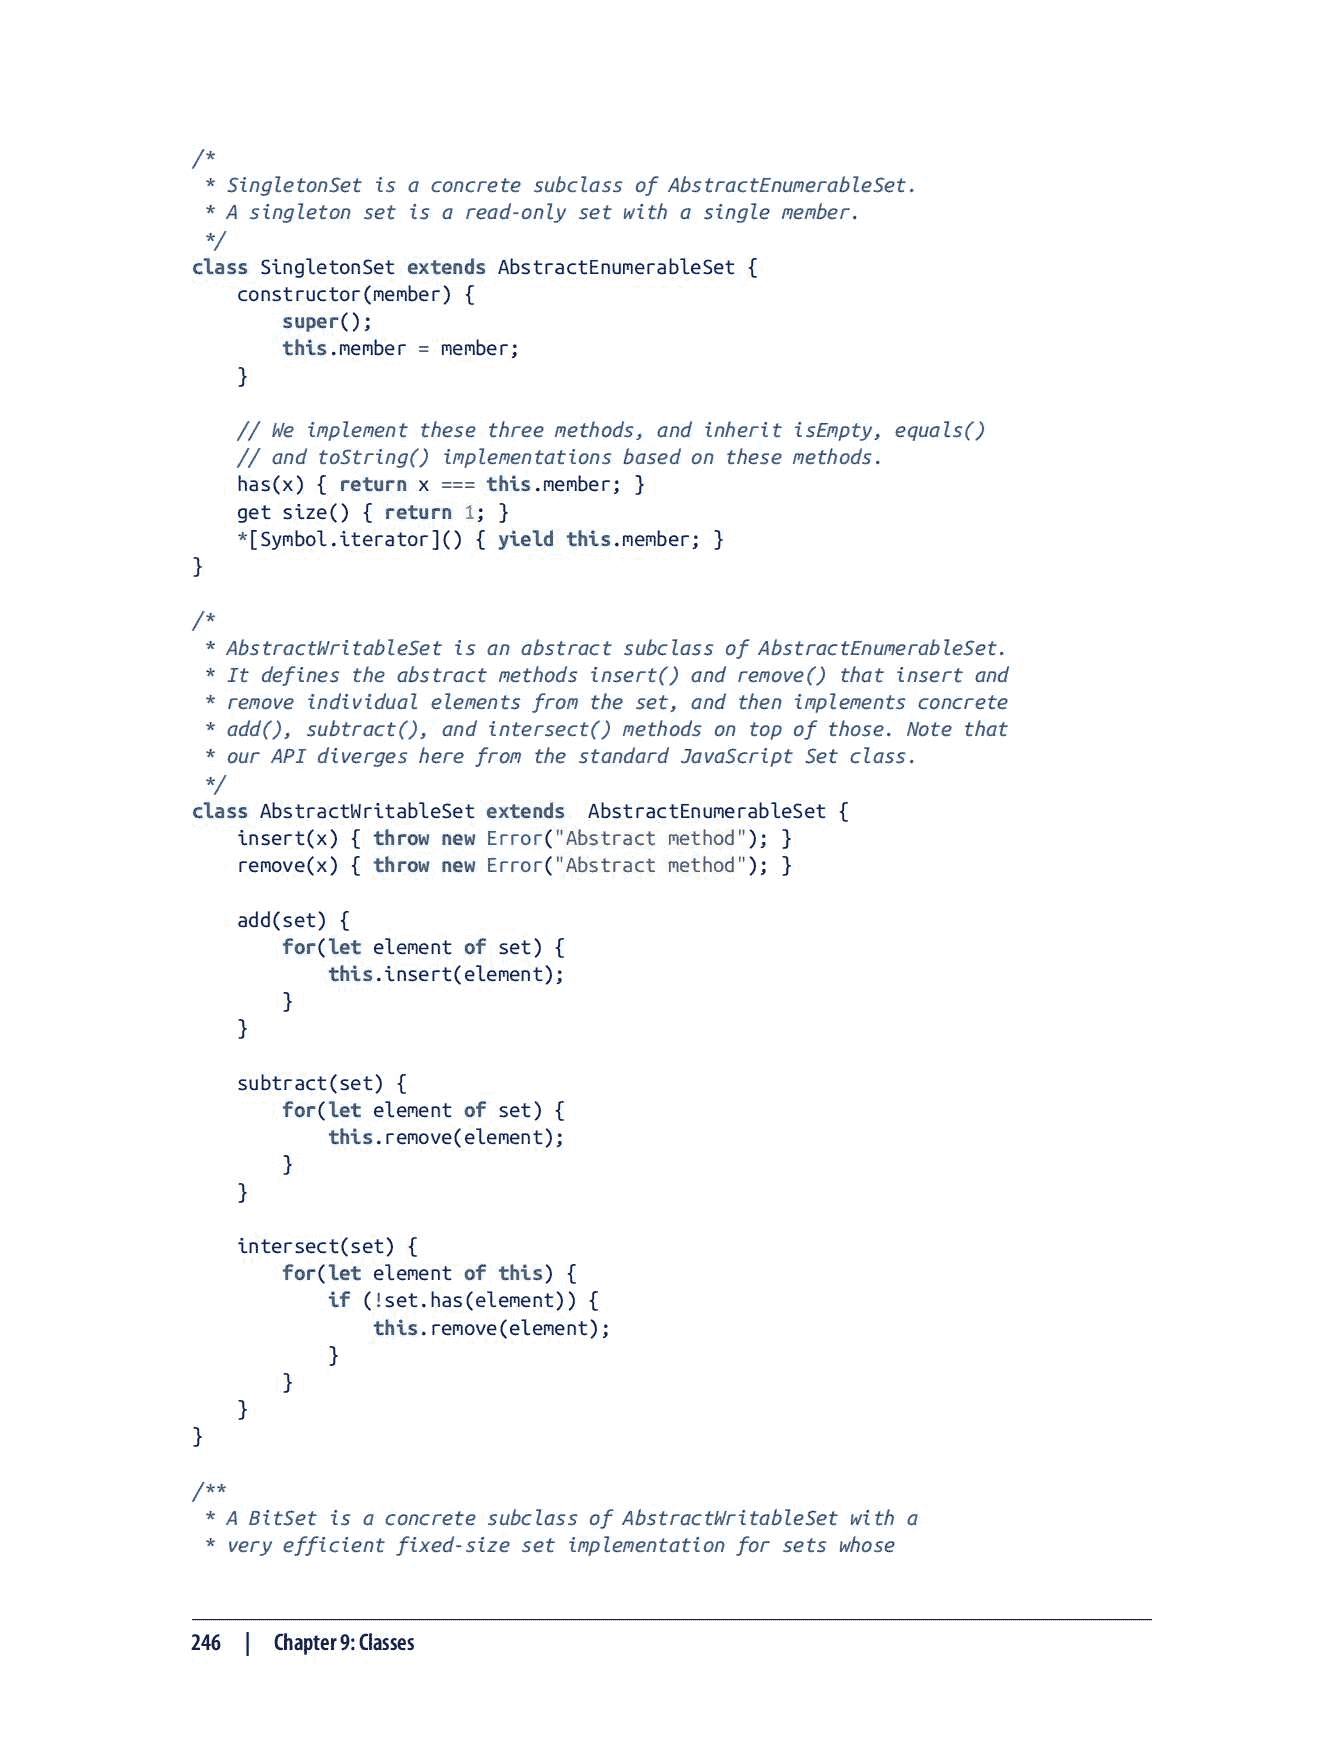 /*
 * SingletonSet is a concrete subclass of AbstractEnumerableSet.
 * A singleton set is a read-only set with a single member.
 */
class SingletonSet extends AbstractEnumerableSet {
    constructor(member) {
        super();
        this.member = member;
    }

    // We implement these three methods, and inherit isEmpty, equals()
    // and toString() implementations based on these methods.
    has(x) { return x === this.member; }
    get size() { return 1; }
    *[Symbol.iterator]() { yield this.member; }
}

/*
 * AbstractWritableSet is an abstract subclass of AbstractEnumerableSet.
 * It defines the abstract methods insert() and remove() that insert and
 * remove individual elements from the set, and then implements concrete
 * add(), subtract(), and intersect() methods on top of those. Note that
 * our API diverges here from the standard JavaScript Set class.
 */
class AbstractWritableSet extends  AbstractEnumerableSet {
    insert(x) { throw new Error("Abstract method"); }
    remove(x) { throw new Error("Abstract method"); }

    add(set) {
        for(let element of set) {
            this.insert(element);
        }
    }

    subtract(set) {
        for(let element of set) {
            this.remove(element);
        }
    }

    intersect(set) {
        for(let element of this) {
            if (!set.has(element)) {
                this.remove(element);
            }
        }
    }
}

/**
 * A BitSet is a concrete subclass of AbstractWritableSet with a
 * very efficient fixed-size set implementation for sets whose
246 | Chapter 9: Classes